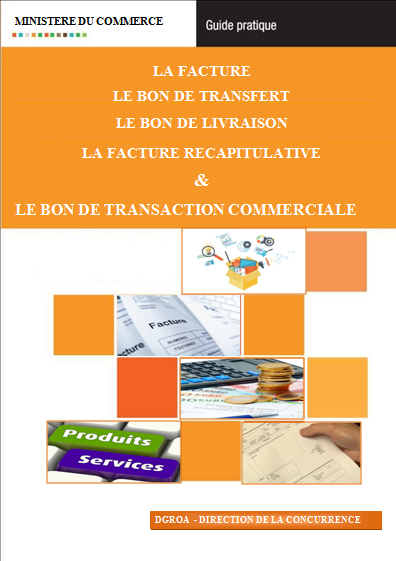 MINISTERE DU COMMERCE
Guide pratique
LA FACTURE
LE BON DE TRANSFERT
LE BON DE LIVRAISON
LA FACTURE RECAPITULATIVE
&
LE BON DE TRANSACTION COMMERCIALE
Facture
Produits
Services
DGROA - DIRECTION DE LA CONCURRENCE